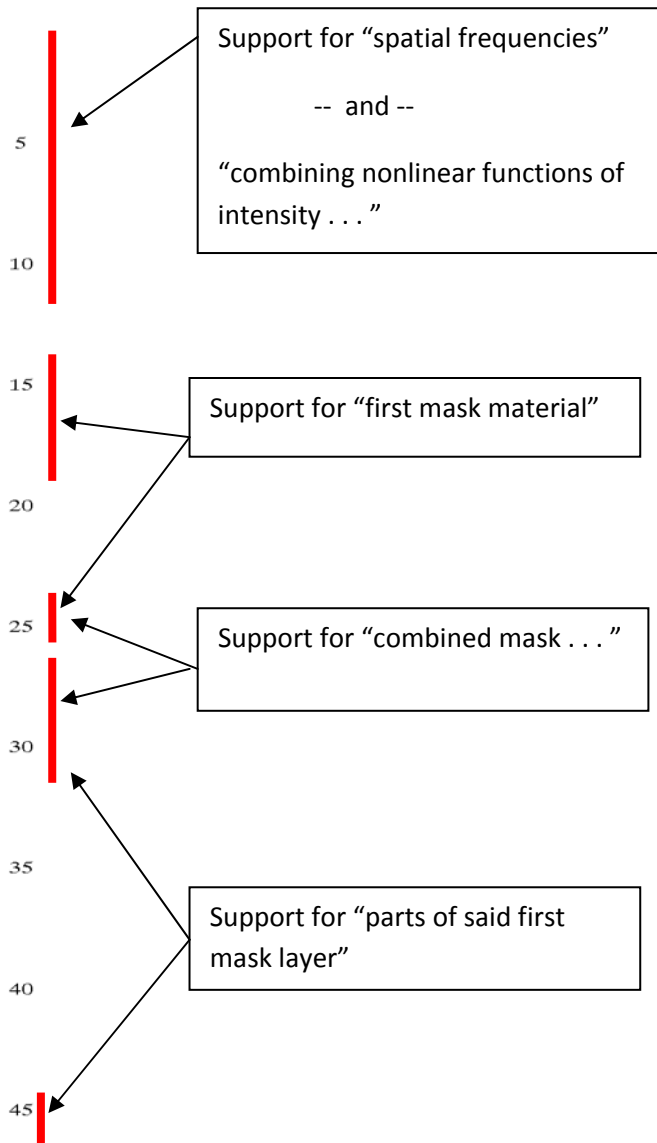 Support for “spatial frequencies”
-- and --
5
“combining nonlinear functions of
intensity . . . ”
10
15
Support for “first mask material”
20
25
Support for “combined mask . . . ”
30
35
Support for “parts of said first
mask layer”
40
45